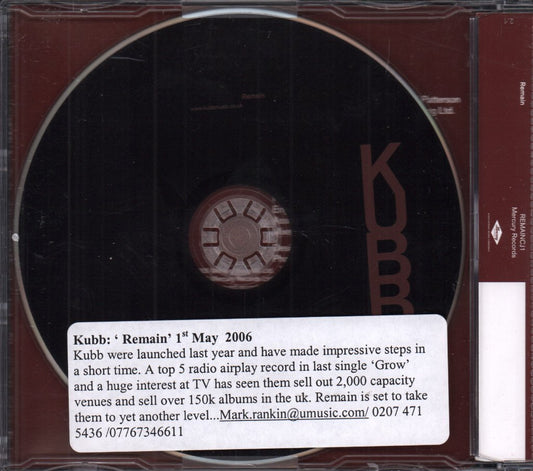 Remain
Patterson
KUBB
21
Remain
REMAINCJ1
Mercury Records
Kubb: ‘ Remain’ 1st May 2006
Kubb were launched last year and have made impressive steps in
a short time. A top 5 radio airplay record in last single ‘Grow’
and a huge interest at TV has seen them sell out 2,000 capacity
venues and sell over 150k albums in the uk. Remain is set to take
them to yet another level...Mark.rankin@umusic.com/ 0207 471
5436 /07767346611